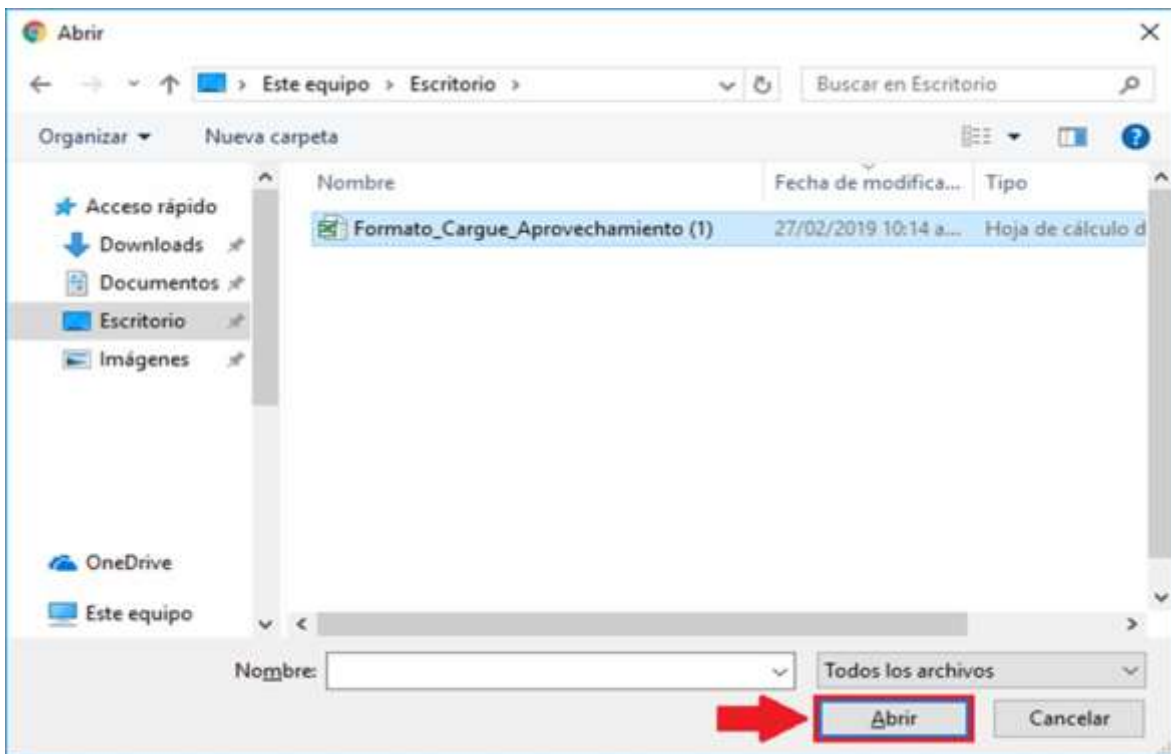 Abrir
Este equipo > Escritorio >
Buscar en Escritorio
Organizar
Nueva carpeta
Nombre
Fecha de modifica...
Tipo
Acceso rápido
Downloads
Documentos
Escritorio
Imágenes
OneDrive
Este equipo
Formato_Cargue_Aprovechamiento (1)
27/02/2019 10:14 a....
Hoja de cálculo d
Nombre:
Todos los archivos
Abrir
Cancelar